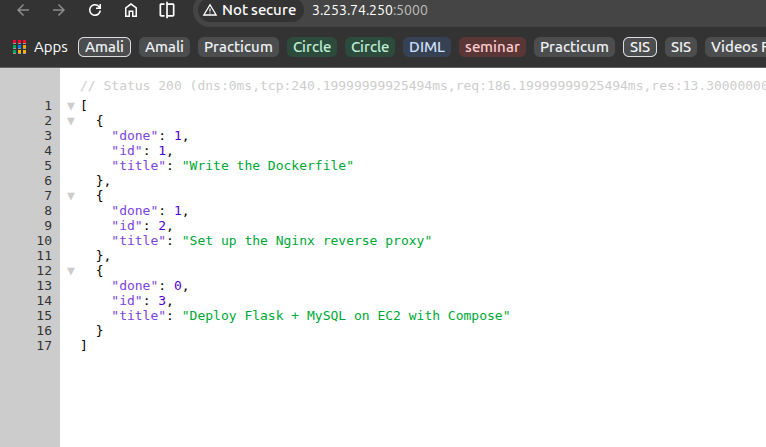 Not secure 3.253.74.250:5000
Apps Amali Amali Practicum Circle Circle DIML seminar Practicum SIS SIS Videos F
// Status 200 (dns:0ms,tcp:240.19999999925494ms,req:186.19999999925494ms,res:13.30000000
1 [
2 {
3 "done": 1,
4 "id": 1,
5 "title": "Write the Dockerfile"
6 },
7 {
8 "done": 1,
9 "id": 2,
10 "title": "Set up the Nginx reverse proxy"
11 },
12 {
13 "done": 0,
14 "id": 3,
15 "title": "Deploy Flask + MySQL on EC2 with Compose"
16 }
17 ]